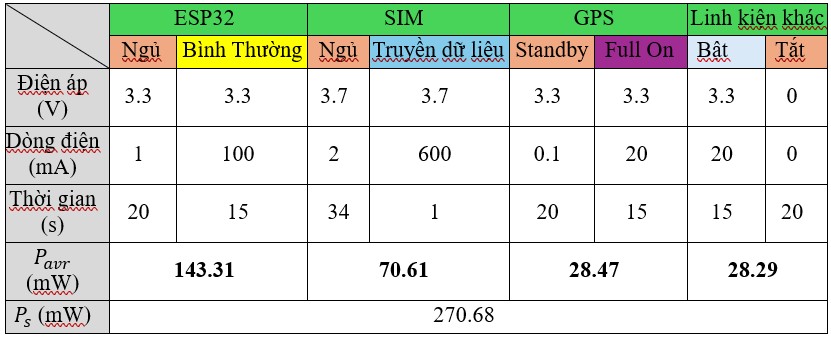 ESP32 SIM GPS Linh kiện khác
Ngủ Bình Thường Ngủ Truyền dữ liệu Standby Full On Bật Tắt
Điện áp
(V)
3.3 3.3 3.7 3.7 3.3 3.3 3.3 0
Dòng điện
(mA)
1 100 2 600 0.1 20 20 0
Thời gian
(s)
20 15 34 1 20 15 15 20
P_avr
(mW)
143.31 70.61 28.47 28.29
P_s (mW) 270.68